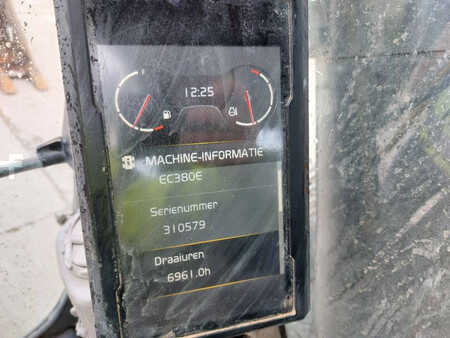 12:25
MACHINE-INFORMATIE
EC380E
Serienummer
310579
Draaiuren
6961.0h